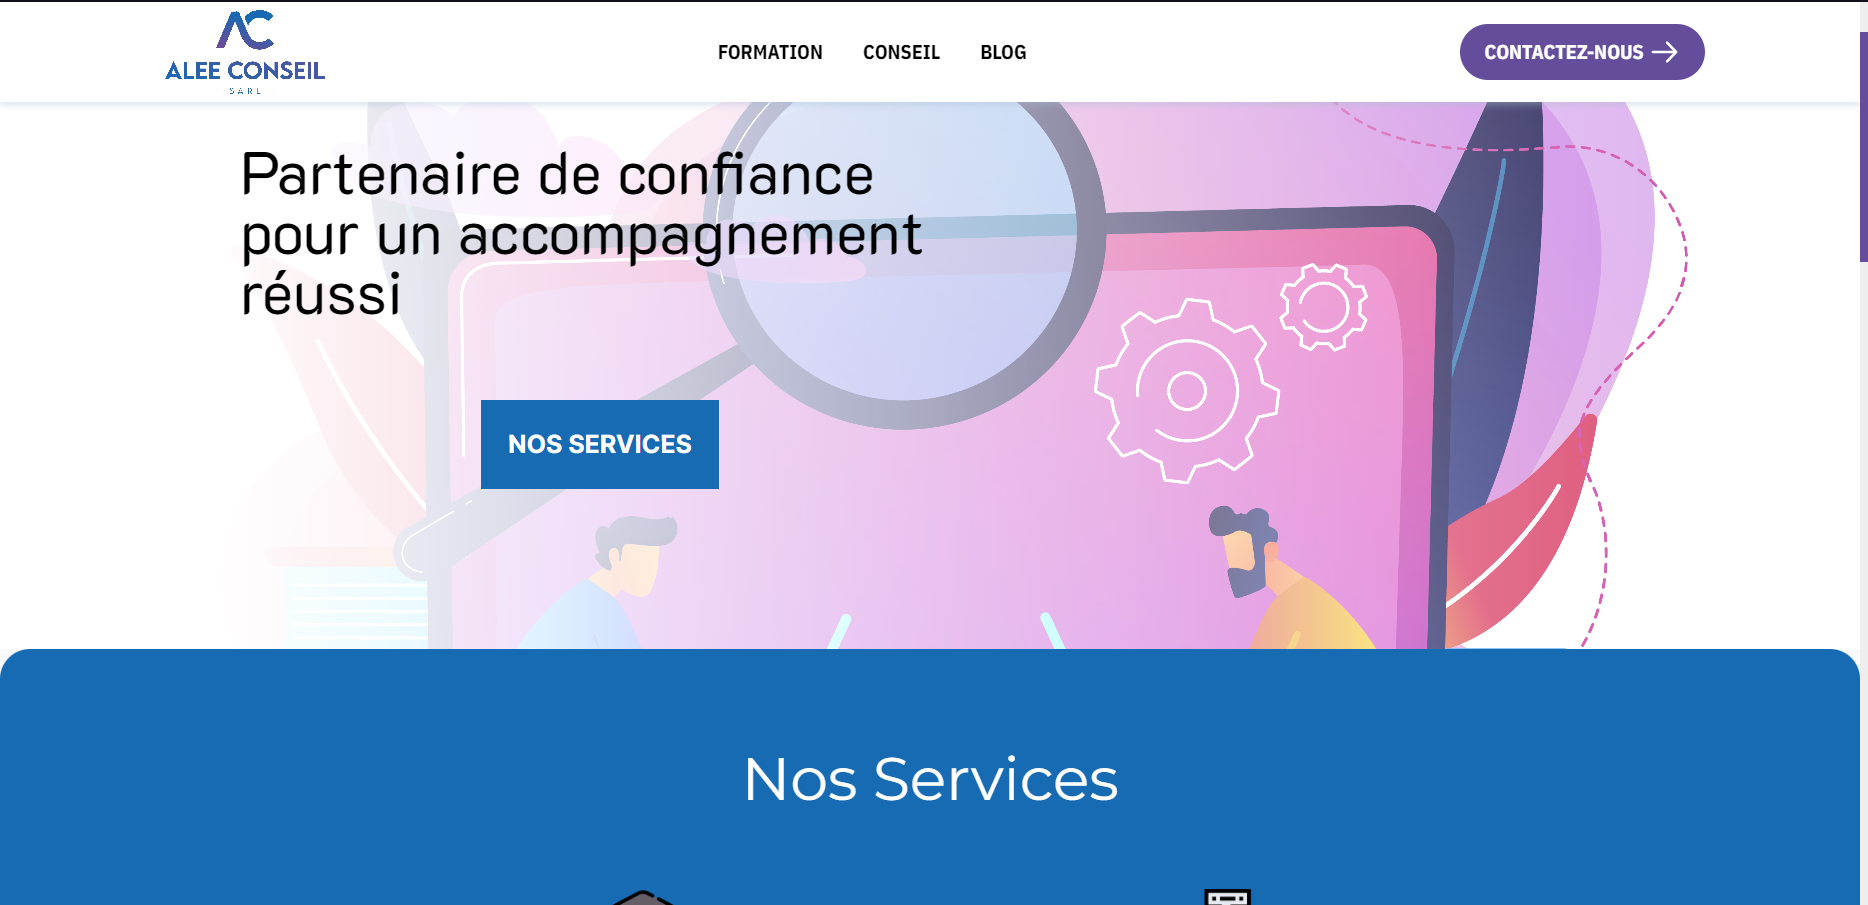 ALEE CONSEIL
SARL
FORMATION
CONSEIL
BLOG
CONTACTEZ-NOUS
Partenaire de confiance
pour un accompagnement
réussi
NOS SERVICES
Nos Services